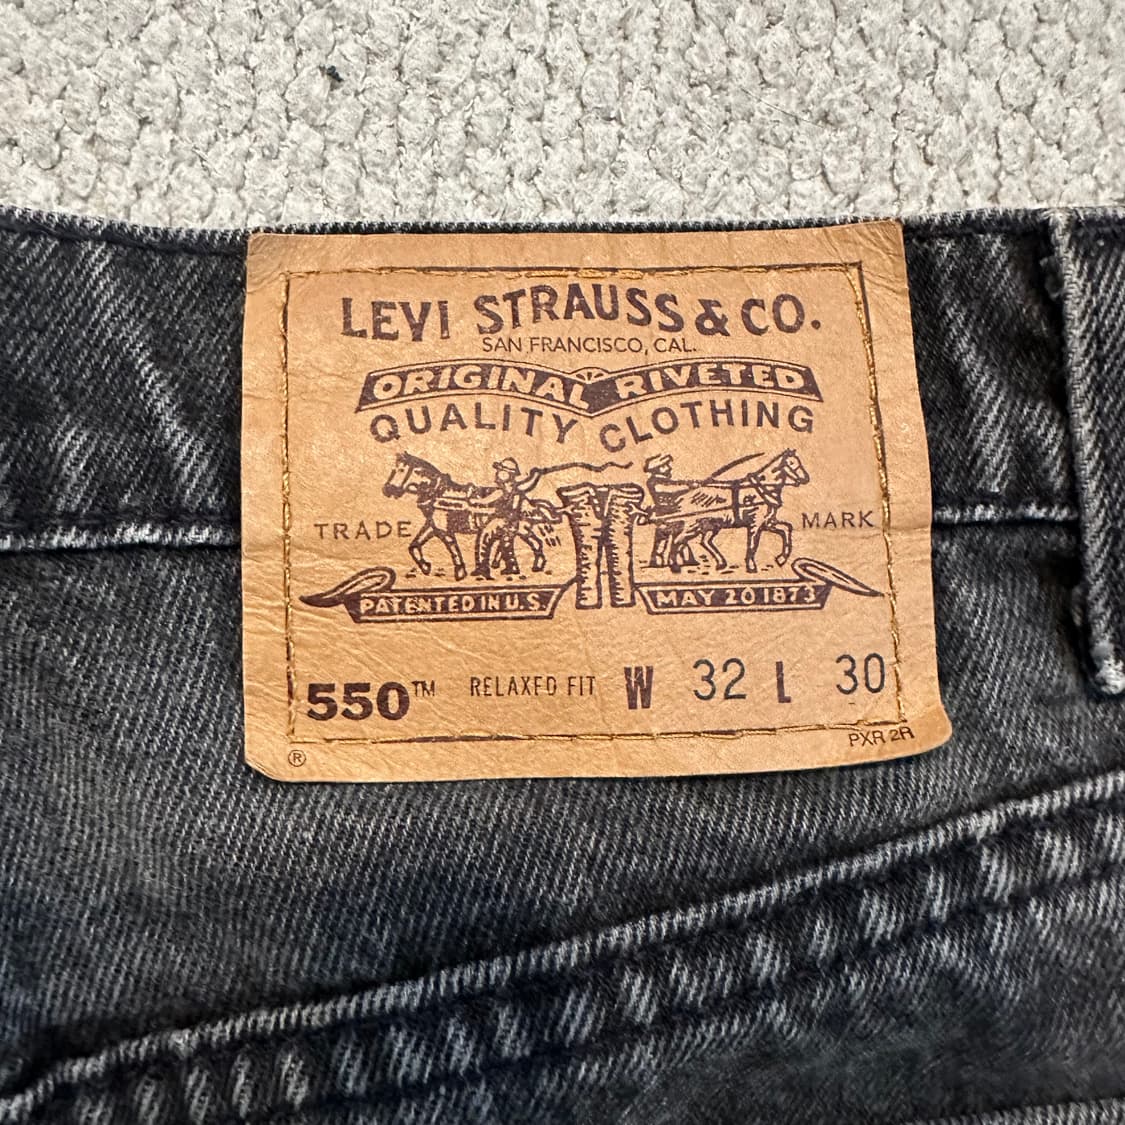 LEVI STRAUSS & CO.
SAN FRANCISCO, CAL.
ORIGINAL RIVETED
QUALITY CLOTHING
TRADE MARK
PATENTED IN U.S. MAY 20 1873
550™ RELAXED FIT W 32 L 30
® PXR 2R